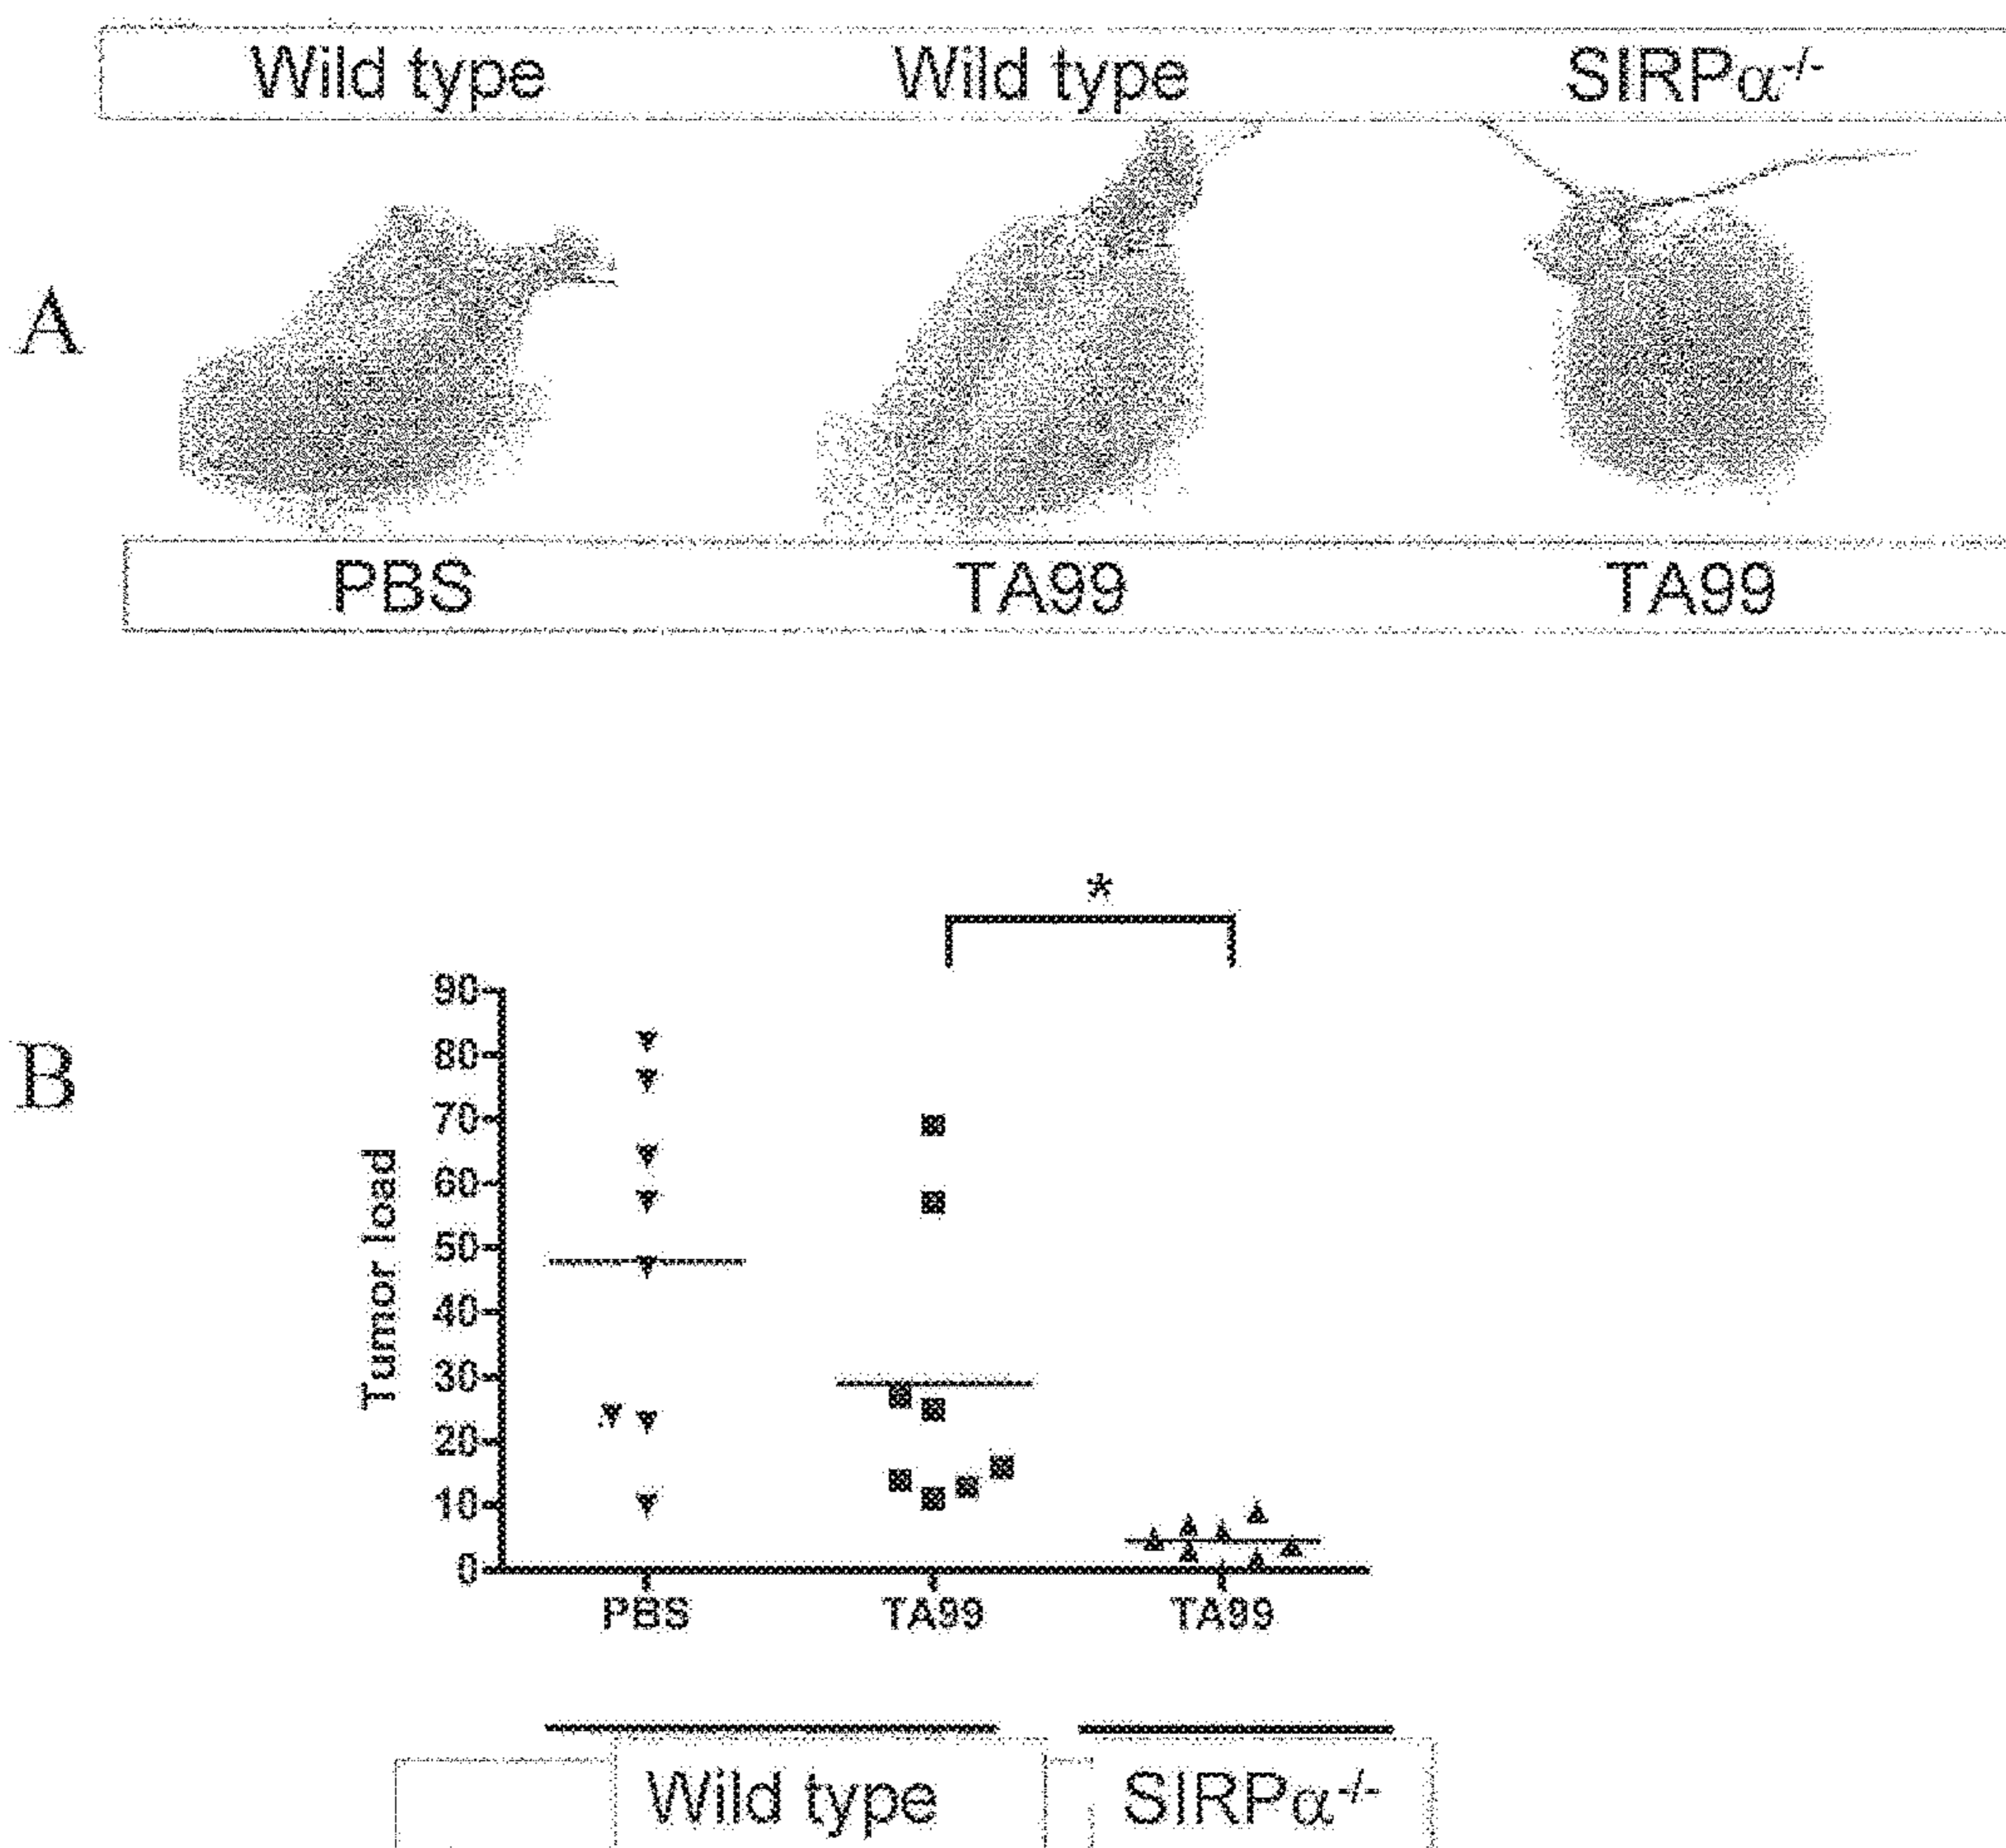 Wild type Wild type SIRPα-/-
A
PBS TA99 TA99
*
B
90
80
70
60
50
40
30
20
10
0
Tumor load
PBS TA99 TA99
Wild type SIRPα-/-